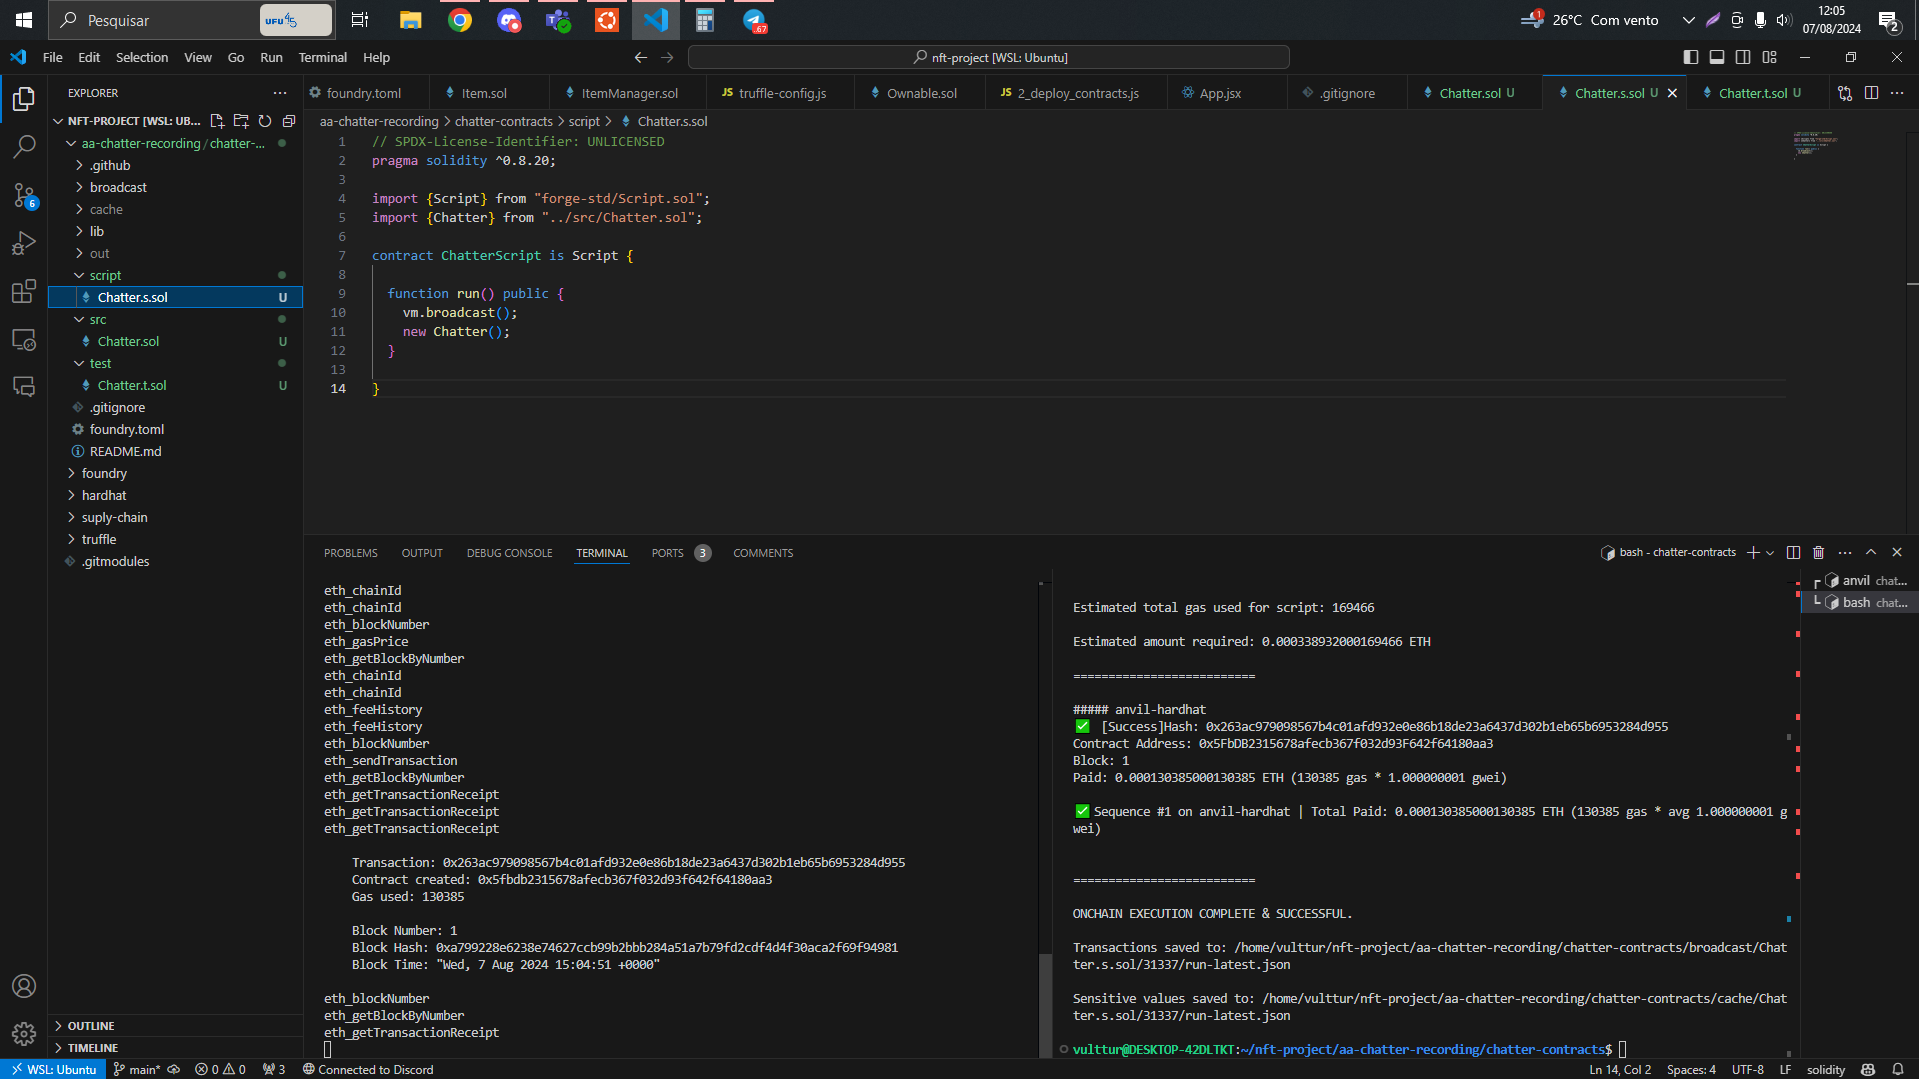 Pesquisar
UFU 45
67
1
26°C Com vento
12:05
07/08/2024
2
File Edit Selection View Go Run Terminal Help
nft-project [WSL: Ubuntu]
EXPLORER
foundry.toml
Item.sol
ItemManager.sol
JS truffle-config.js
Ownable.sol
JS 2_deploy_contracts.js
App.jsx
.gitignore
Chatter.sol U
Chatter.s.sol U
Chatter.t.sol U
NFT-PROJECT [WSL: UB...
aa-chatter-recording / chatter-...
.github
broadcast
cache
lib
out
script
Chatter.s.sol U
src
Chatter.sol U
test
Chatter.t.sol U
.gitignore
foundry.toml
README.md
foundry
hardhat
suply-chain
truffle
.gitmodules
6
OUTLINE
TIMELINE
aa-chatter-recording > chatter-contracts > script > Chatter.s.sol
1 // SPDX-License-Identifier: UNLICENSED
2 pragma solidity ^0.8.20;
3
4 import {Script} from "forge-std/Script.sol";
5 import {Chatter} from "../src/Chatter.sol";
6
7 contract ChatterScript is Script {
8
9 function run() public {
10 vm.broadcast();
11 new Chatter();
12 }
13
14 }
PROBLEMS OUTPUT DEBUG CONSOLE TERMINAL PORTS 3 COMMENTS
bash - chatter-contracts
eth_chainId
eth_chainId
eth_blockNumber
eth_gasPrice
eth_getBlockByNumber
eth_chainId
eth_chainId
eth_feeHistory
eth_feeHistory
eth_blockNumber
eth_sendTransaction
eth_getBlockByNumber
eth_getTransactionReceipt
eth_getTransactionReceipt
eth_getTransactionReceipt
Transaction: 0x263ac979098567b4c01afd932e0e86b18de23a6437d302b1eb65b6953284d955
Contract created: 0x5fbdb2315678afecb367f032d93f642f64180aa3
Gas used: 130385
Block Number: 1
Block Hash: 0xa799228e6238e74627ccb99b2bbb284a51a7b79fd2cdf4d4f30aca2f69f94981
Block Time: "Wed, 7 Aug 2024 15:04:51 +0000"
eth_blockNumber
eth_getBlockByNumber
eth_getTransactionReceipt
Estimated total gas used for script: 169466
Estimated amount required: 0.000338932000169466 ETH
==========================
##### anvil-hardhat
✅ [Success]Hash: 0x263ac979098567b4c01afd932e0e86b18de23a6437d302b1eb65b6953284d955
Contract Address: 0x5FbDB2315678afecb367f032d93F642f64180aa3
Block: 1
Paid: 0.000130385000130385 ETH (130385 gas * 1.000000001 gwei)
✅ Sequence #1 on anvil-hardhat | Total Paid: 0.000130385000130385 ETH (130385 gas * avg 1.000000001 g
wei)
==========================
ONCHAIN EXECUTION COMPLETE & SUCCESSFUL.
Transactions saved to: /home/vulttur/nft-project/aa-chatter-recording/chatter-contracts/broadcast/Chat
ter.s.sol/31337/run-latest.json
Sensitive values saved to: /home/vulttur/nft-project/aa-chatter-recording/chatter-contracts/cache/Chat
ter.s.sol/31337/run-latest.json
vulttur@DESKTOP-42DLTKT:~/nft-project/aa-chatter-recording/chatter-contracts$
anvil chat...
bash chat...
WSL: Ubuntu
main*
0 0
3
Connected to Discord
Ln 14, Col 2
Spaces: 4
UTF-8
LF
solidity